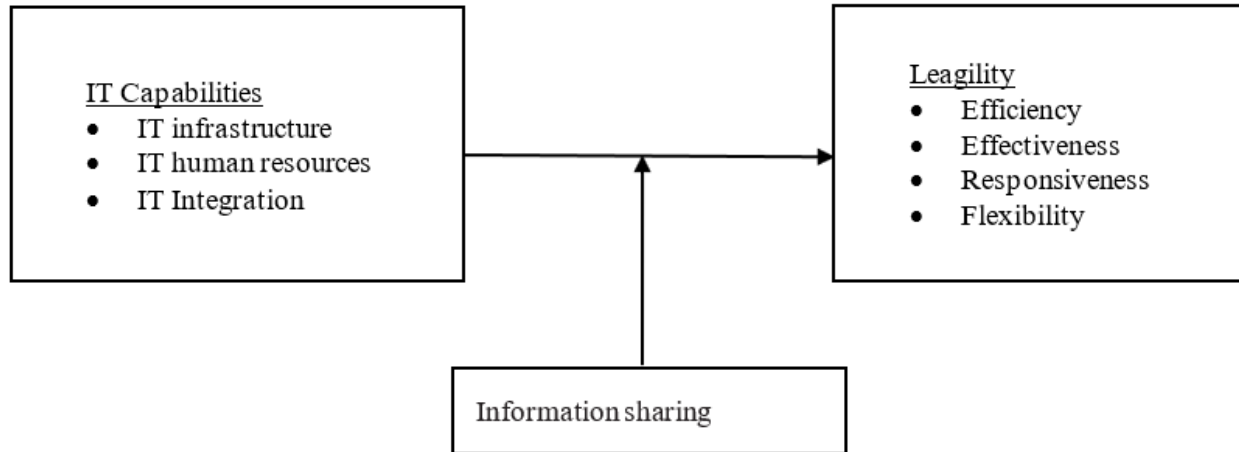 IT Capabilities
● IT infrastructure
● IT human resources
● IT Integration
Leagility
● Efficiency
● Effectiveness
● Responsiveness
● Flexibility
Information sharing